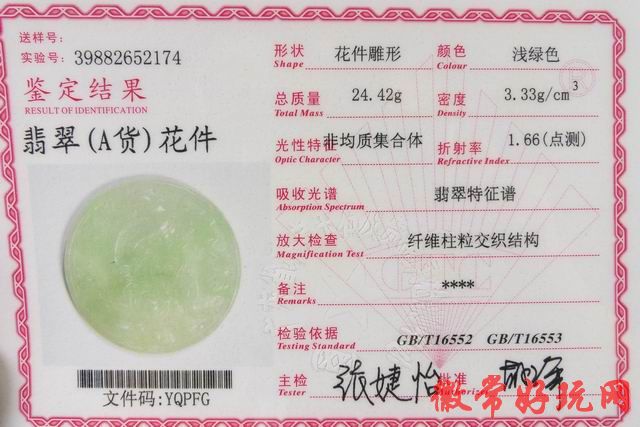 送样号:
实验号: 39882652174
鉴定结果
RESULT OF IDENTIFICATION
翡翠(A货)花件
文件码:YQPFG
形状 花件雕形 颜色 浅绿色
Shape Colour
总质量 24.42g 密度 3.33g/cm3
Total Mass Density
光性特征 非均质集合体 折射率 1.66(点测)
Optic Character Refractive Index
吸收光谱 翡翠特征谱
Absorption Spectrum
放大检查 纤维柱粒交织结构
Magnification Test
备注 ****
Remarks
检验依据 GB/T16552 GB/T16553
Testing Standard
主检 张婕怡 批准
Tester
微常好玩网